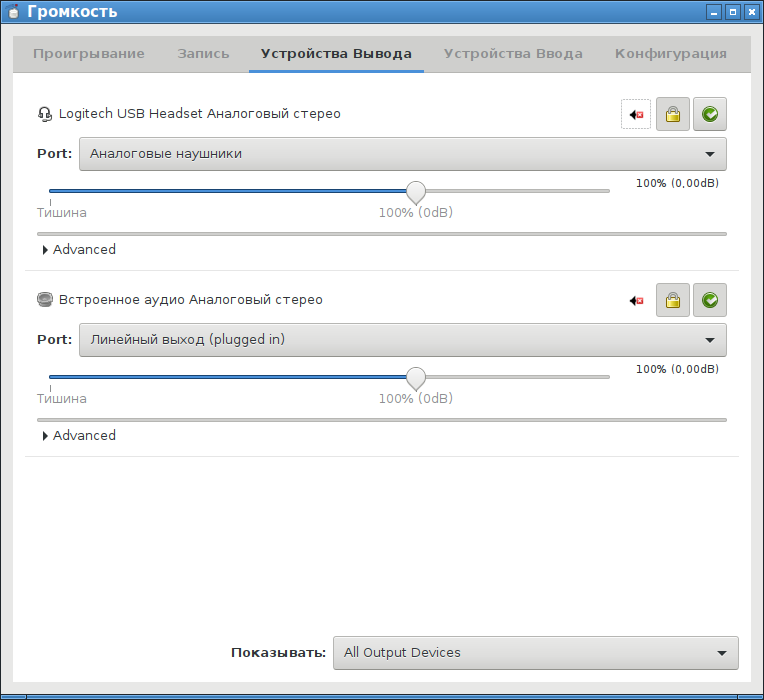 Громкость
Проигрывание Запись Устройства Вывода Устройства Ввода Конфигурация
Logitech USB Headset Аналоговый стерео
Port: Аналоговые наушники
100% (0,00dB)
Тишина 100% (0dB)
Advanced
Встроенное аудио Аналоговый стерео
Port: Линейный выход (plugged in)
100% (0,00dB)
Тишина 100% (0dB)
Advanced
Показывать: All Output Devices